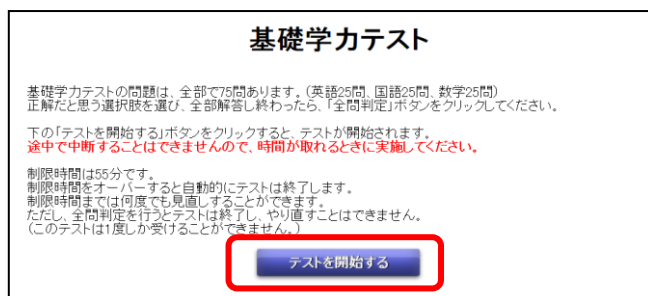 基礎学力テスト
基礎学力テストの問題は、全部で75問あります。(英語25問、国語25問、数学25問)
正解だと思う選択肢を選び、全部解答し終わったら、「全問判定」ボタンをクリックしてください。
下の「テストを開始する」ボタンをクリックすると、テストが開始されます。
途中で中断することはできませんので、時間が取れるときに実施してください。
制限時間は55分です。
制限時間をオーバーすると自動的にテストは終了します。
制限時間までは何度でも見直しすることができます。
ただし、全問判定を行うとテストは終了し、やり直すことはできません。
(このテストは1度しか受けることができません。)
テストを開始する